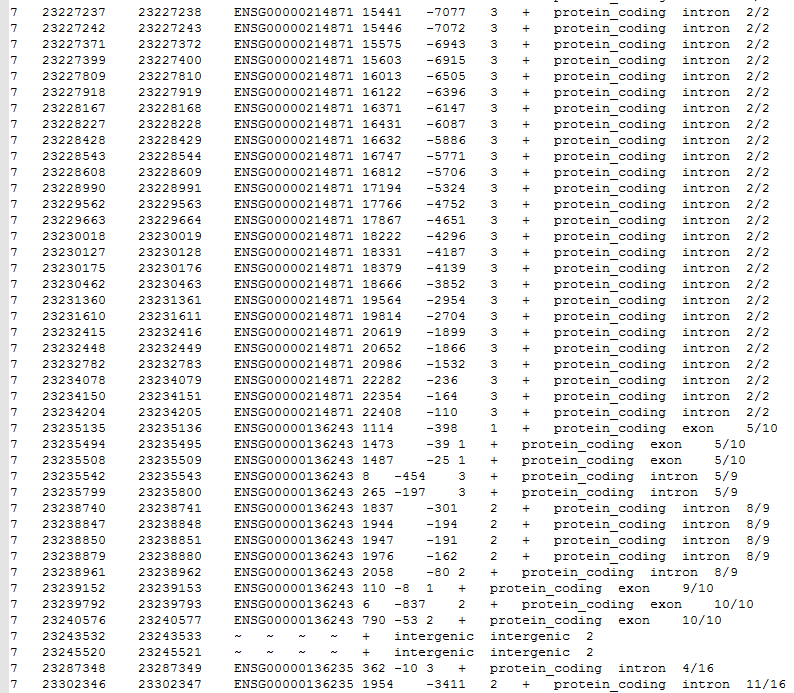 7 23227237 23227238 ENSG00000214871 15441 -7077 3 + protein_coding intron 2/2
7 23227242 23227243 ENSG00000214871 15446 -7072 3 + protein_coding intron 2/2
7 23227371 23227372 ENSG00000214871 15575 -6943 3 + protein_coding intron 2/2
7 23227399 23227400 ENSG00000214871 15603 -6915 3 + protein_coding intron 2/2
7 23227809 23227810 ENSG00000214871 16013 -6505 3 + protein_coding intron 2/2
7 23227918 23227919 ENSG00000214871 16122 -6396 3 + protein_coding intron 2/2
7 23228167 23228168 ENSG00000214871 16371 -6147 3 + protein_coding intron 2/2
7 23228227 23228228 ENSG00000214871 16431 -6087 3 + protein_coding intron 2/2
7 23228428 23228429 ENSG00000214871 16632 -5886 3 + protein_coding intron 2/2
7 23228543 23228544 ENSG00000214871 16747 -5771 3 + protein_coding intron 2/2
7 23228608 23228609 ENSG00000214871 16812 -5706 3 + protein_coding intron 2/2
7 23228990 23228991 ENSG00000214871 17194 -5324 3 + protein_coding intron 2/2
7 23229562 23229563 ENSG00000214871 17766 -4752 3 + protein_coding intron 2/2
7 23229663 23229664 ENSG00000214871 17867 -4651 3 + protein_coding intron 2/2
7 23230018 23230019 ENSG00000214871 18222 -4296 3 + protein_coding intron 2/2
7 23230127 23230128 ENSG00000214871 18331 -4187 3 + protein_coding intron 2/2
7 23230175 23230176 ENSG00000214871 18379 -4139 3 + protein_coding intron 2/2
7 23230462 23230463 ENSG00000214871 18666 -3852 3 + protein_coding intron 2/2
7 23231360 23231361 ENSG00000214871 19564 -2954 3 + protein_coding intron 2/2
7 23231610 23231611 ENSG00000214871 19814 -2704 3 + protein_coding intron 2/2
7 23232415 23232416 ENSG00000214871 20619 -1899 3 + protein_coding intron 2/2
7 23232448 23232449 ENSG00000214871 20652 -1866 3 + protein_coding intron 2/2
7 23232782 23232783 ENSG00000214871 20986 -1532 3 + protein_coding intron 2/2
7 23234078 23234079 ENSG00000214871 22282 -236 3 + protein_coding intron 2/2
7 23234150 23234151 ENSG00000214871 22354 -164 3 + protein_coding intron 2/2
7 23234204 23234205 ENSG00000214871 22408 -110 3 + protein_coding intron 2/2
7 23235135 23235136 ENSG00000136243 1114 -398 1 + protein_coding exon 5/10
7 23235494 23235495 ENSG00000136243 1473 -39 1 + protein_coding exon 5/10
7 23235508 23235509 ENSG00000136243 1487 -25 1 + protein_coding exon 5/10
7 23235542 23235543 ENSG00000136243 8 -454 3 + protein_coding intron 5/9
7 23235799 23235800 ENSG00000136243 265 -197 3 + protein_coding intron 5/9
7 23238740 23238741 ENSG00000136243 1837 -301 2 + protein_coding intron 8/9
7 23238847 23238848 ENSG00000136243 1944 -194 2 + protein_coding intron 8/9
7 23238850 23238851 ENSG00000136243 1947 -191 2 + protein_coding intron 8/9
7 23238879 23238880 ENSG00000136243 1976 -162 2 + protein_coding intron 8/9
7 23238961 23238962 ENSG00000136243 2058 -80 2 + protein_coding intron 8/9
7 23239152 23239153 ENSG00000136243 110 -8 1 + protein_coding exon 9/10
7 23239792 23239793 ENSG00000136243 6 -837 2 + protein_coding exon 10/10
7 23240576 23240577 ENSG00000136243 790 -53 2 + protein_coding exon 10/10
7 23243532 23243533 ~ ~ ~ ~ + intergenic intergenic 2
7 23245520 23245521 ~ ~ ~ ~ + intergenic intergenic 2
7 23287348 23287349 ENSG00000136235 362 -10 3 + protein_coding intron 4/16
7 23302346 23302347 ENSG00000136235 1954 -3411 2 + protein_coding intron 11/16